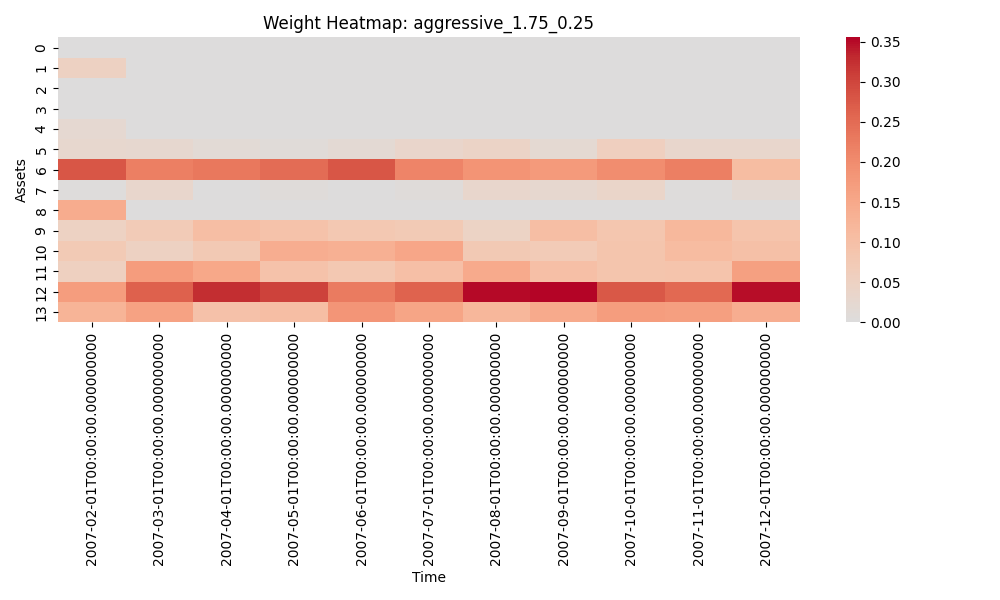 Weight Heatmap: aggressive_1.75_0.25
Assets
0
1
2
3
4
5
6
7
8
9
10
11
12
13
2007-02-01T00:00:00.000000000
2007-03-01T00:00:00.000000000
2007-04-01T00:00:00.000000000
2007-05-01T00:00:00.000000000
2007-06-01T00:00:00.000000000
2007-07-01T00:00:00.000000000
2007-08-01T00:00:00.000000000
2007-09-01T00:00:00.000000000
2007-10-01T00:00:00.000000000
2007-11-01T00:00:00.000000000
2007-12-01T00:00:00.000000000
Time
0.35
0.30
0.25
0.20
0.15
0.10
0.05
0.00